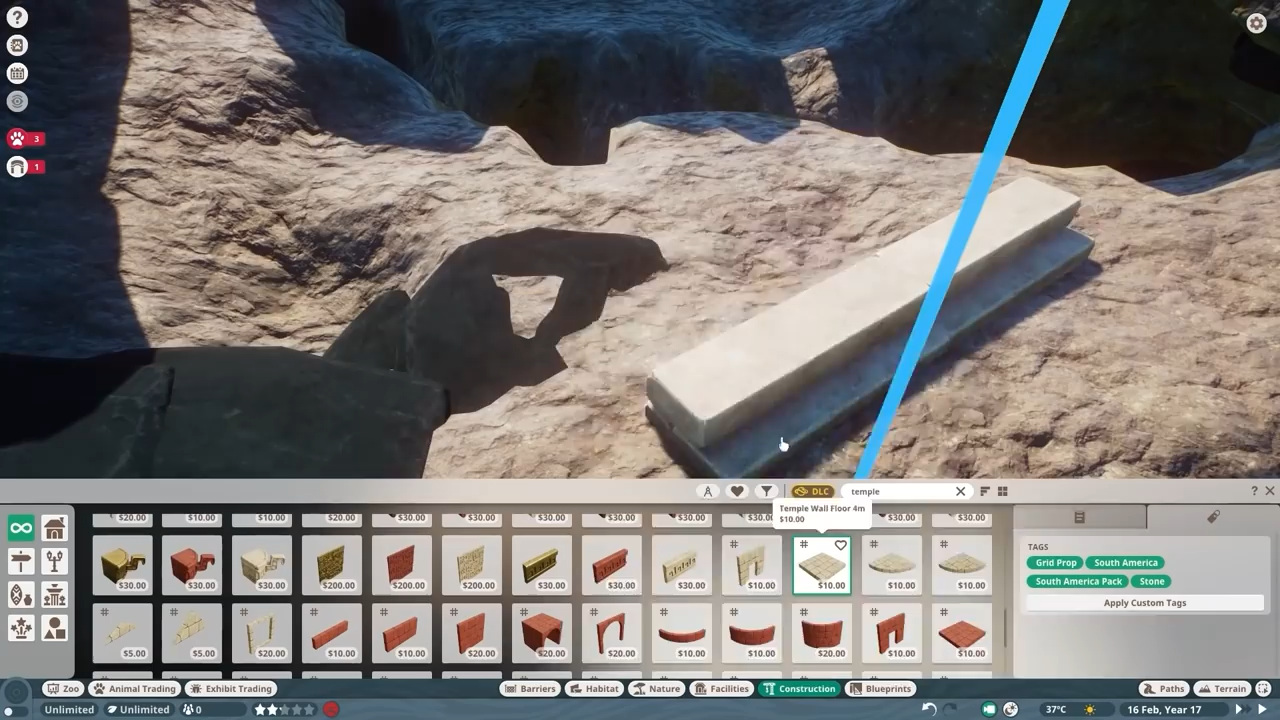 ?
3
1
DLC
temple
?
Temple Wall Floor 4m
$10.00
$20.00 $10.00 $10.00 $30.00 $30.00 $30.00 $30.00 $30.00 $30.00 $30.00 $30.00 $30.00
$30.00 $30.00 $30.00 $200.00 $200.00 $200.00 $30.00 $30.00 $30.00 $10.00 $10.00 $10.00 $10.00
$5.00 $5.00 $20.00 $10.00 $10.00 $20.00 $20.00 $20.00 $10.00 $10.00 $20.00 $10.00 $10.00
TAGS
Grid Prop South America
South America Pack Stone
Apply Custom Tags
Zoo Animal Trading Exhibit Trading Barriers Habitat Nature Facilities Construction Blueprints Paths Terrain
Unlimited Unlimited 0 37°C 16 Feb, Year 17